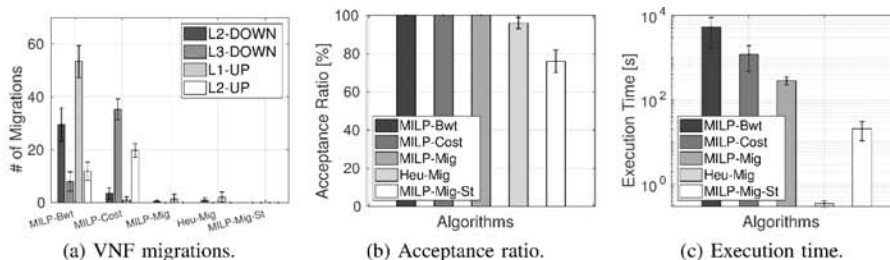 # of Migrations
60
40
20
0
L2-DOWN
L3-DOWN
L1-UP
L2-UP
MILP-Bwt
MILP-Cost
MILP-Mig
Heu-Mig
MILP-Mig-St
(a) VNF migrations.
Acceptance Ratio [%]
100
80
60
40
20
0
MILP-Bwt
MILP-Cost
MILP-Mig
Heu-Mig
MILP-Mig-St
Algorithms
(b) Acceptance ratio.
Execution Time [s]
10^4
10^2
10^0
MILP-Bwt
MILP-Cost
MILP-Mig
Heu-Mig
MILP-Mig-St
Algorithms
(c) Execution time.